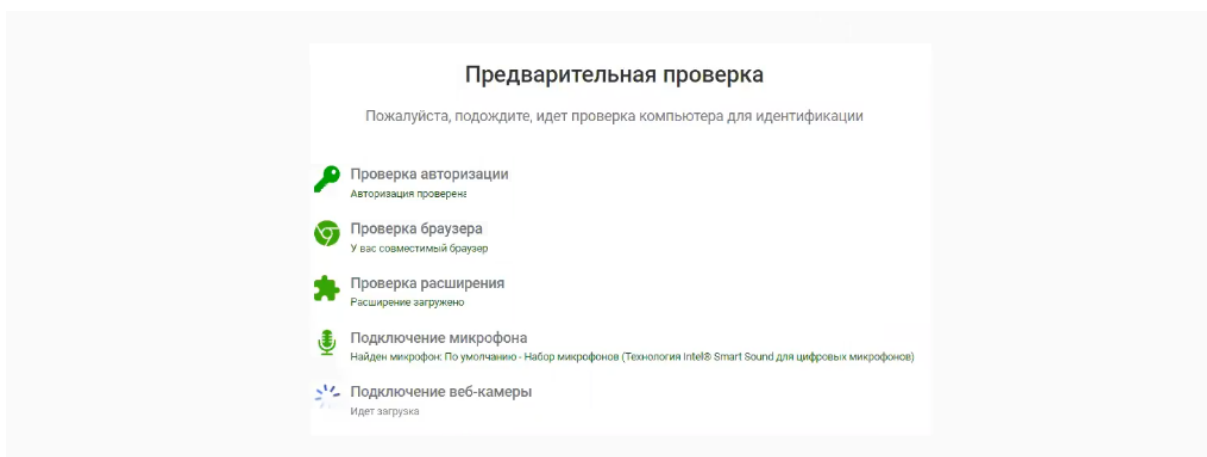 Предварительная проверка
Пожалуйста, подождите, идет проверка компьютера для идентификации
Проверка авторизации
Авторизация проверена
Проверка браузера
У вас совместимый браузер
Проверка расширения
Расширение загружено
Подключение микрофона
Найден микрофон: По умолчанию - Набор микрофонов (Технология Intel® Smart Sound для цифровых микрофонов)
Подключение веб-камеры
Идет загрузка